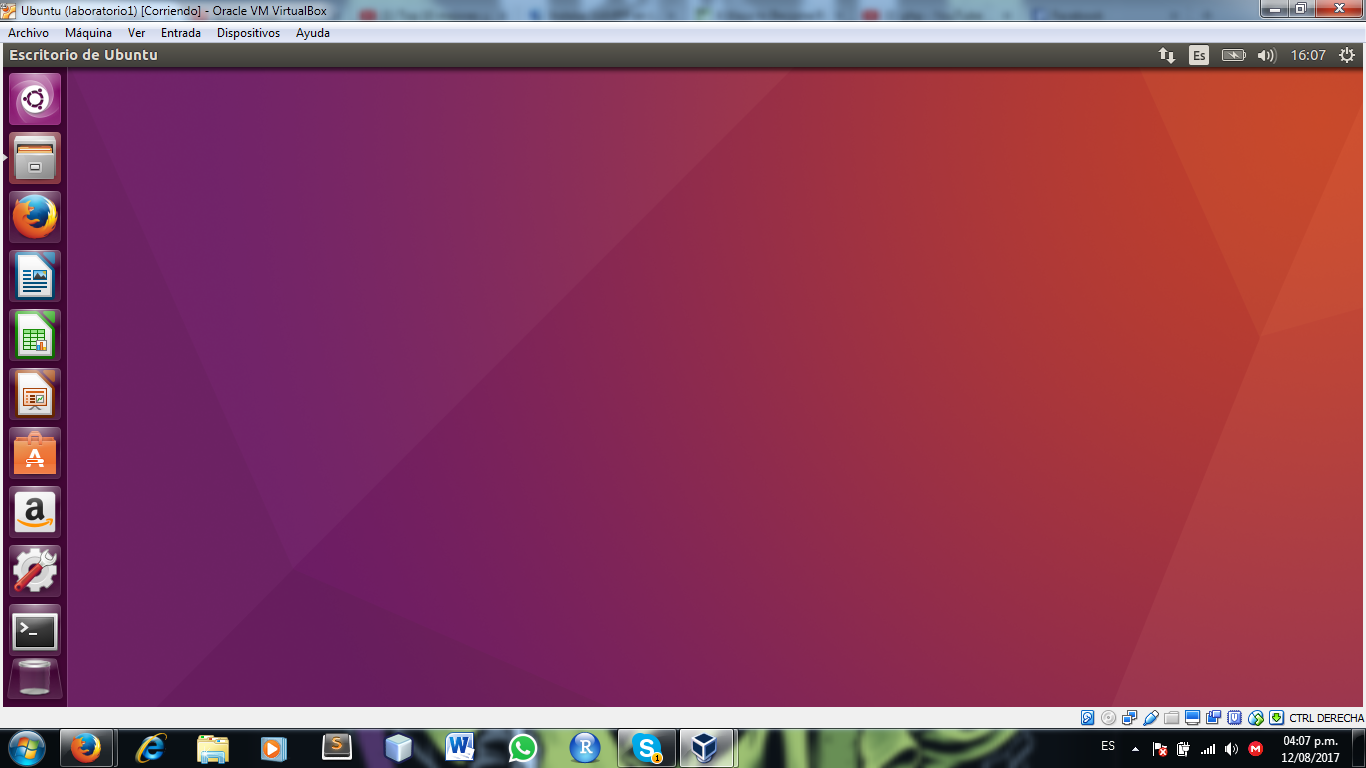 Ubuntu (laboratorio1) [Corriendo] - Oracle VM VirtualBox
Archivo Máquina Ver Entrada Dispositivos Ayuda
Escritorio de Ubuntu Es 16:07
CTRL DERECHA
ES 04:07 p.m.
12/08/2017